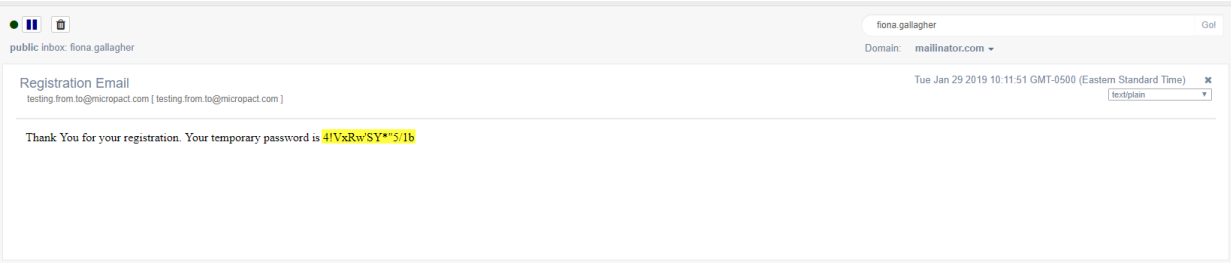 fiona.gallagher
Go!
public inbox: fiona.gallagher
Domain: mailinator.com
Registration Email
Tue Jan 29 2019 10:11:51 GMT-0500 (Eastern Standard Time)
testing.from.to@micropact.com [ testing.from.to@micropact.com ]
text/plain
Thank You for your registration. Your temporary password is 4!VxRw'SY*"5/1b